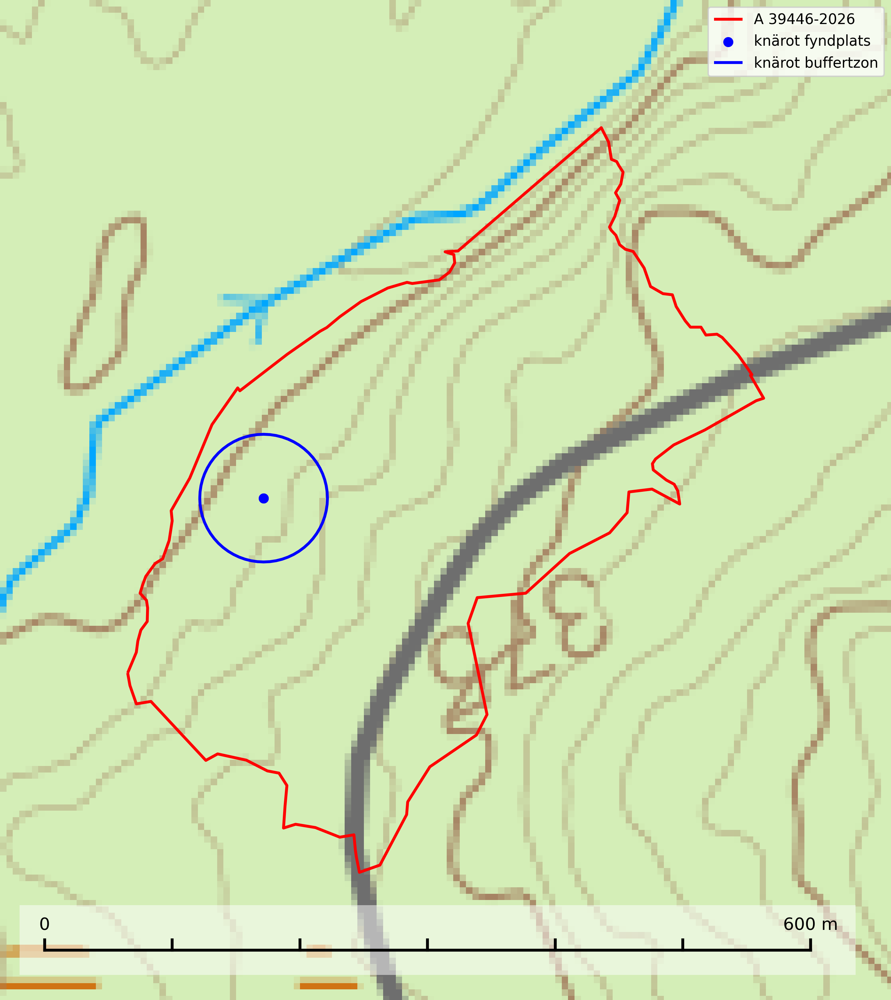 A 39446-2026
knärot fyndplats
knärot buffertzon
0
600 m